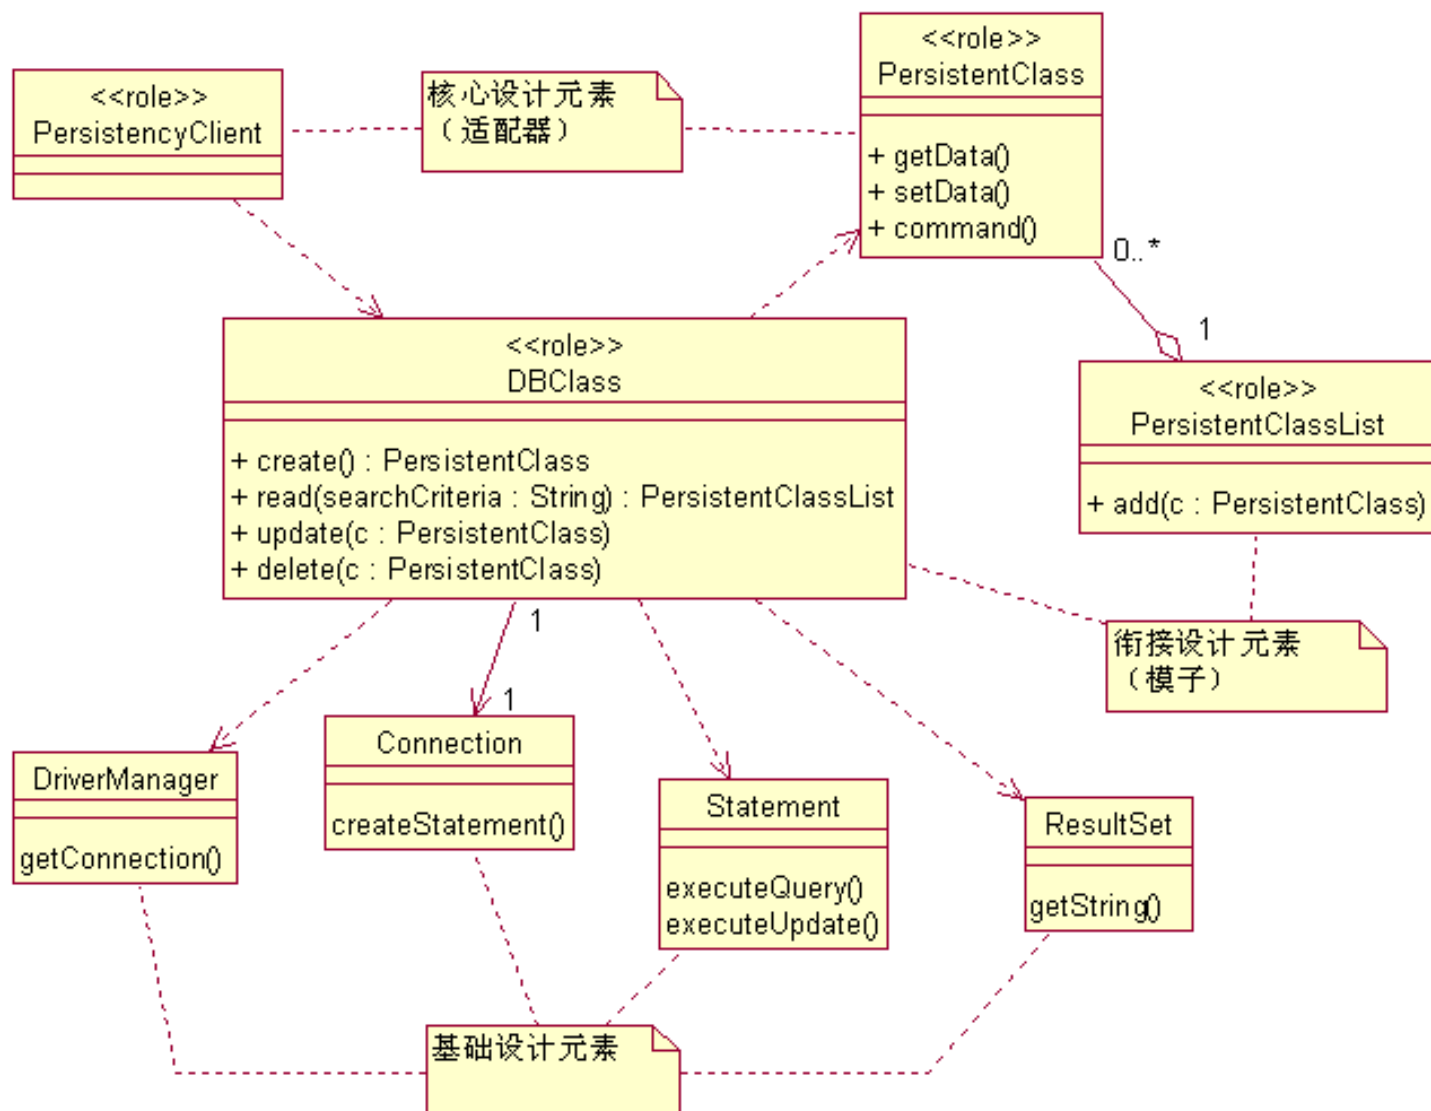 <<role>>
PersistencyClient
核心设计元素
（适配器）
<<role>>
PersistentClass
+ getData()
+ setData()
+ command()
0..*
1
<<role>>
DBClass
+ create() : PersistentClass
+ read(searchCriteria : String) : PersistentClassList
+ update(c : PersistentClass)
+ delete(c : PersistentClass)
<<role>>
PersistentClassList
+ add(c : PersistentClass)
1
1
衔接设计元素
（模子）
DriverManager
getConnection()
Connection
createStatement()
Statement
executeQuery()
executeUpdate()
ResultSet
getString()
基础设计元素